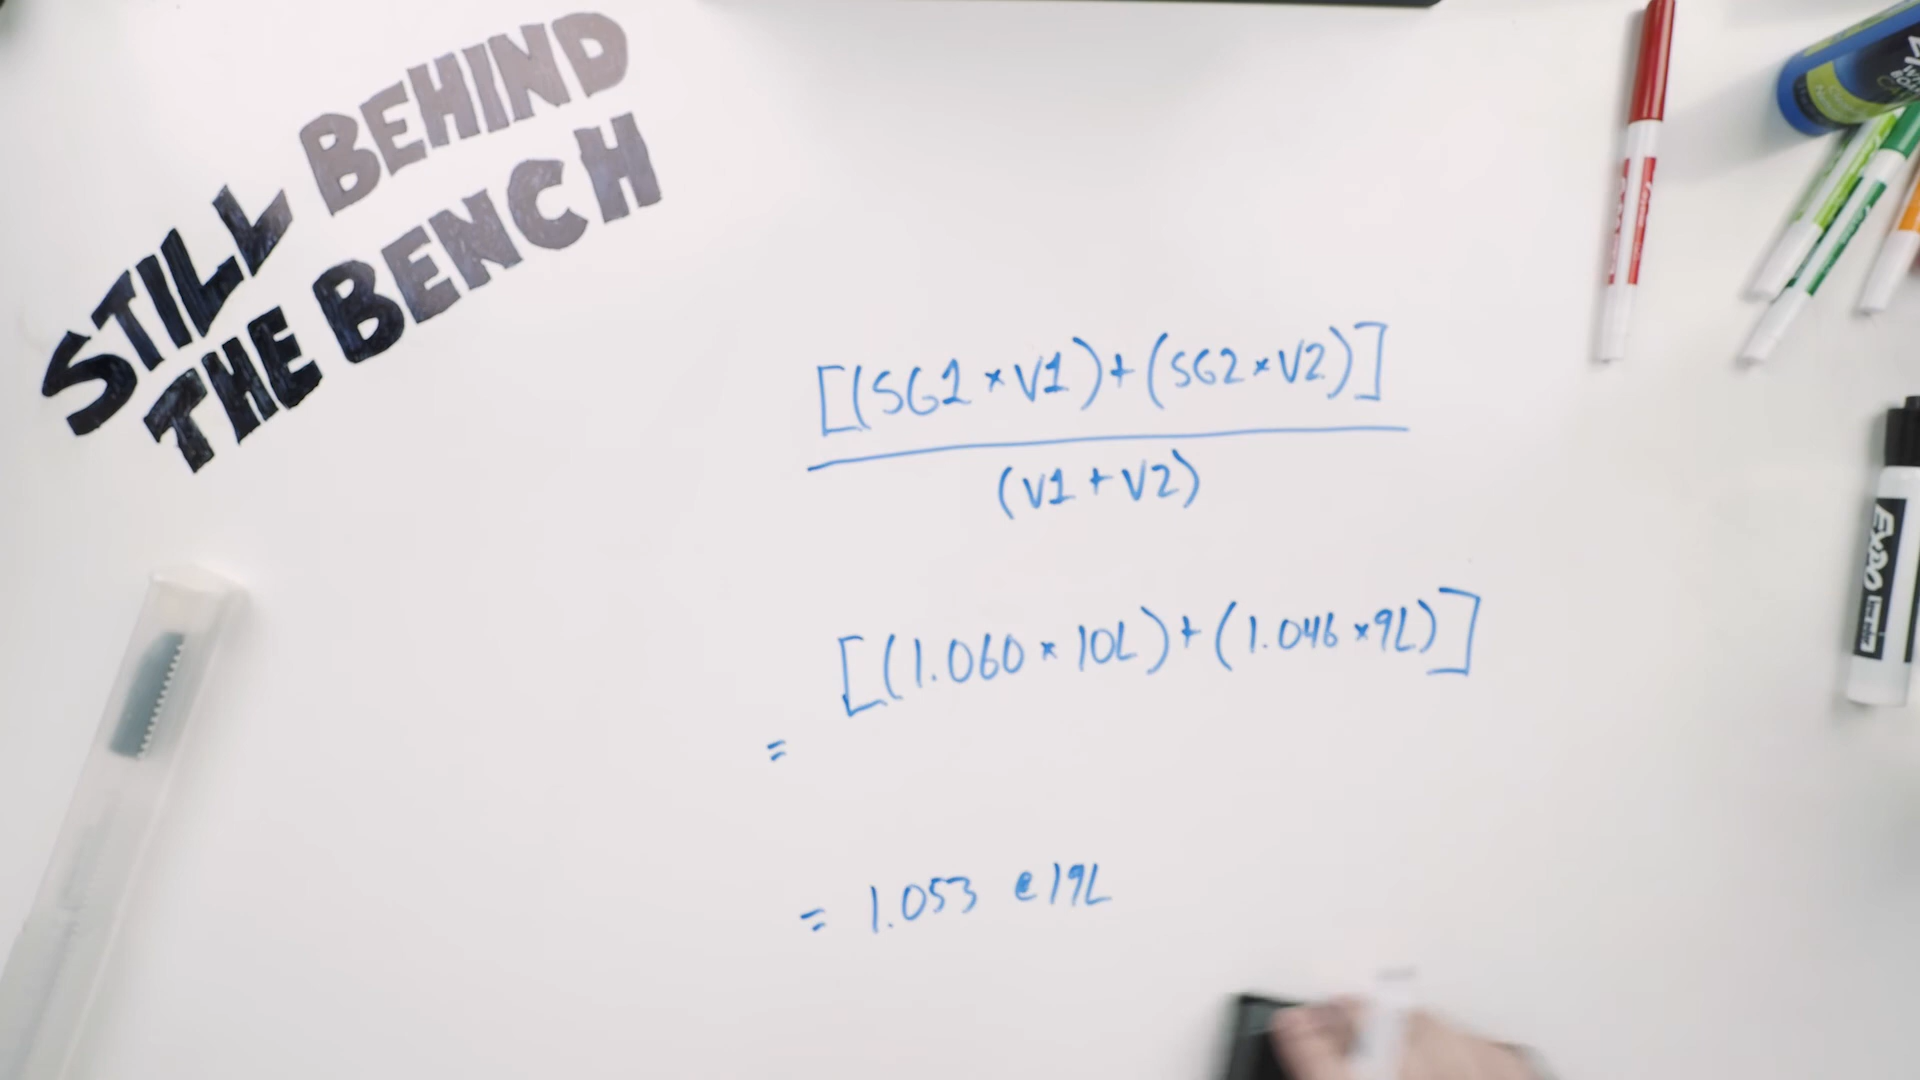 STILL BEHIND
THE BENCH
[(SG1 × V1) + (SG2 × V2)]
(V1 + V2)
[(1.060 × 10L) + (1.046 × 9L)]
=
= 1.053 @ 19L
EXPO